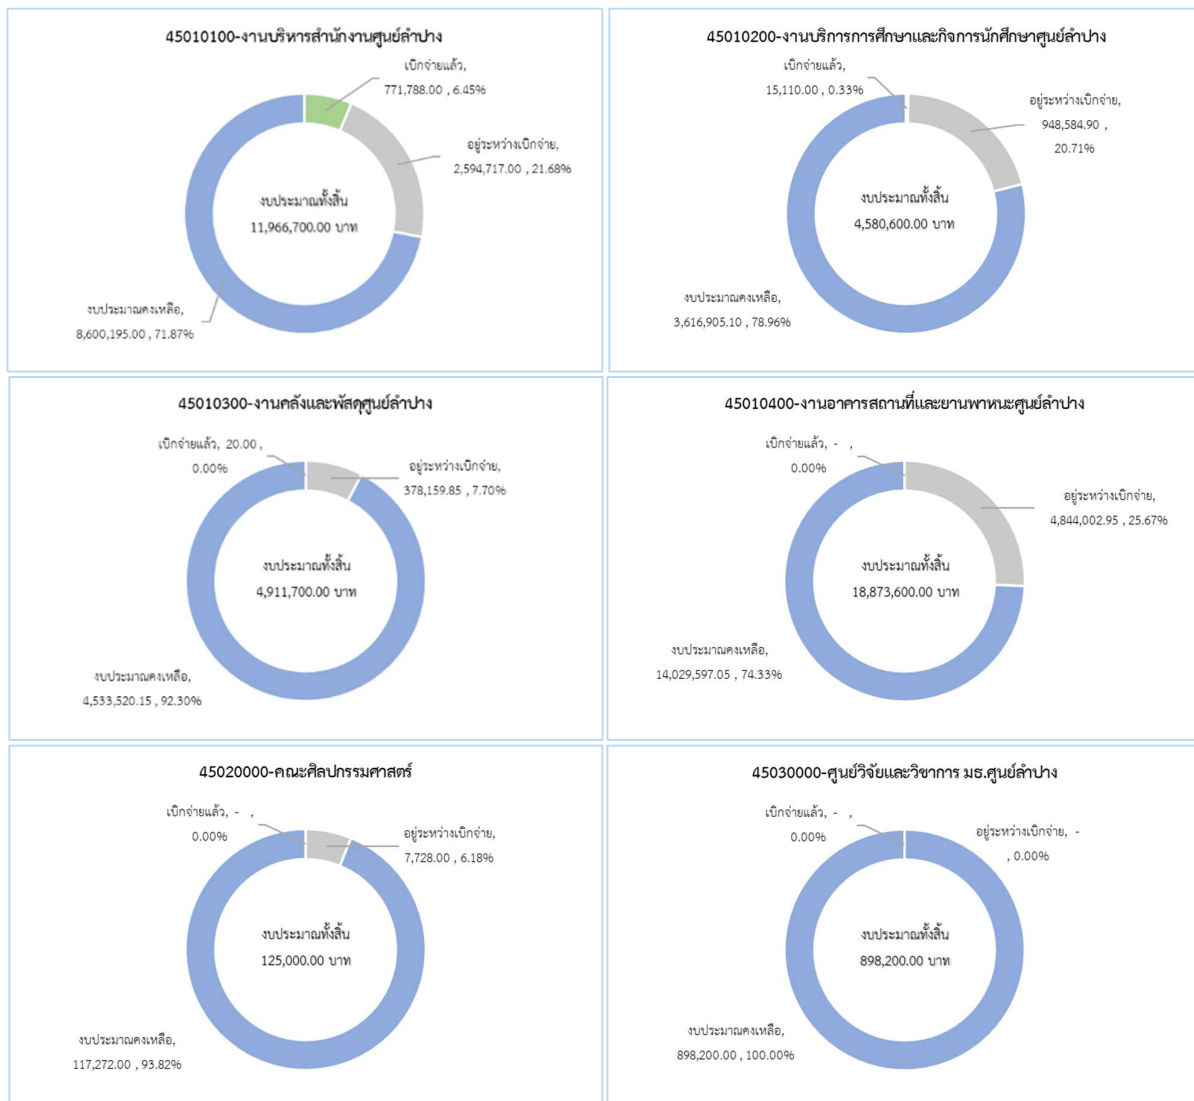 45010100-งานบริหารสำนักงานศูนย์ลำปาง
เบิกจ่ายแล้ว,
771,788.00 , 6.45%
อยู่ระหว่างเบิกจ่าย,
2,594,717.00 , 21.68%
งบประมาณทั้งสิ้น
11,966,700.00 บาท
งบประมาณคงเหลือ,
8,600,195.00 , 71.87%
45010200-งานบริการการศึกษาและกิจการนักศึกษาศูนย์ลำปาง
เบิกจ่ายแล้ว,
15,110.00 , 0.33%
อยู่ระหว่างเบิกจ่าย,
948,584.90 ,
20.71%
งบประมาณทั้งสิ้น
4,580,600.00 บาท
งบประมาณคงเหลือ,
3,616,905.10 , 78.96%
45010300-งานคลังและพัสดุศูนย์ลำปาง
เบิกจ่ายแล้ว, 20.00 ,
0.00%
อยู่ระหว่างเบิกจ่าย,
378,159.85 , 7.70%
งบประมาณทั้งสิ้น
4,911,700.00 บาท
งบประมาณคงเหลือ,
4,533,520.15 , 92.30%
45010400-งานอาคารสถานที่และยานพาหนะศูนย์ลำปาง
เบิกจ่ายแล้ว, - ,
0.00%
อยู่ระหว่างเบิกจ่าย,
4,844,002.95 , 25.67%
งบประมาณทั้งสิ้น
18,873,600.00 บาท
งบประมาณคงเหลือ,
14,029,597.05 , 74.33%
45020000-คณะศิลปกรรมศาสตร์
เบิกจ่ายแล้ว, - ,
0.00%
อยู่ระหว่างเบิกจ่าย,
7,728.00 , 6.18%
งบประมาณทั้งสิ้น
125,000.00 บาท
งบประมาณคงเหลือ,
117,272.00 , 93.82%
45030000-ศูนย์วิจัยและวิชาการ มธ.ศูนย์ลำปาง
เบิกจ่ายแล้ว, - ,
0.00%
อยู่ระหว่างเบิกจ่าย, -
, 0.00%
งบประมาณทั้งสิ้น
898,200.00 บาท
งบประมาณคงเหลือ,
898,200.00 , 100.00%